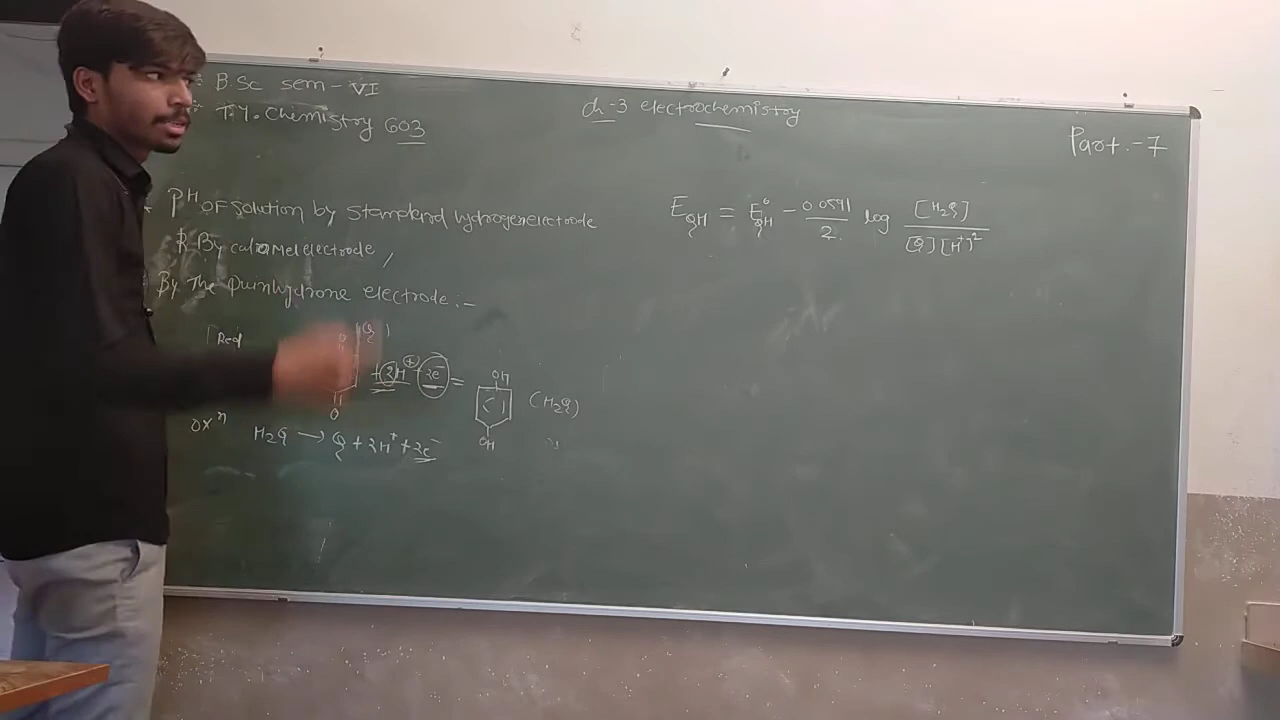 B.Sc sem - VI
T.Y. Chemistry 603
ch-3 electrochemistry
Part.-7
PH OF solution by standard hydrogen electrode
& By calomel electrode,
By The Quinhydrone electrode :-
Red
(Q)
O
+ 2H⊕ + 2e⁻ =
O
OH
OH
(H₂Q)
oxⁿ H₂Q → Q + 2H⁺ + 2e⁻
E_QH = E°_QH - 0.0591/2 log [H₂Q]/[Q][H⁺]²